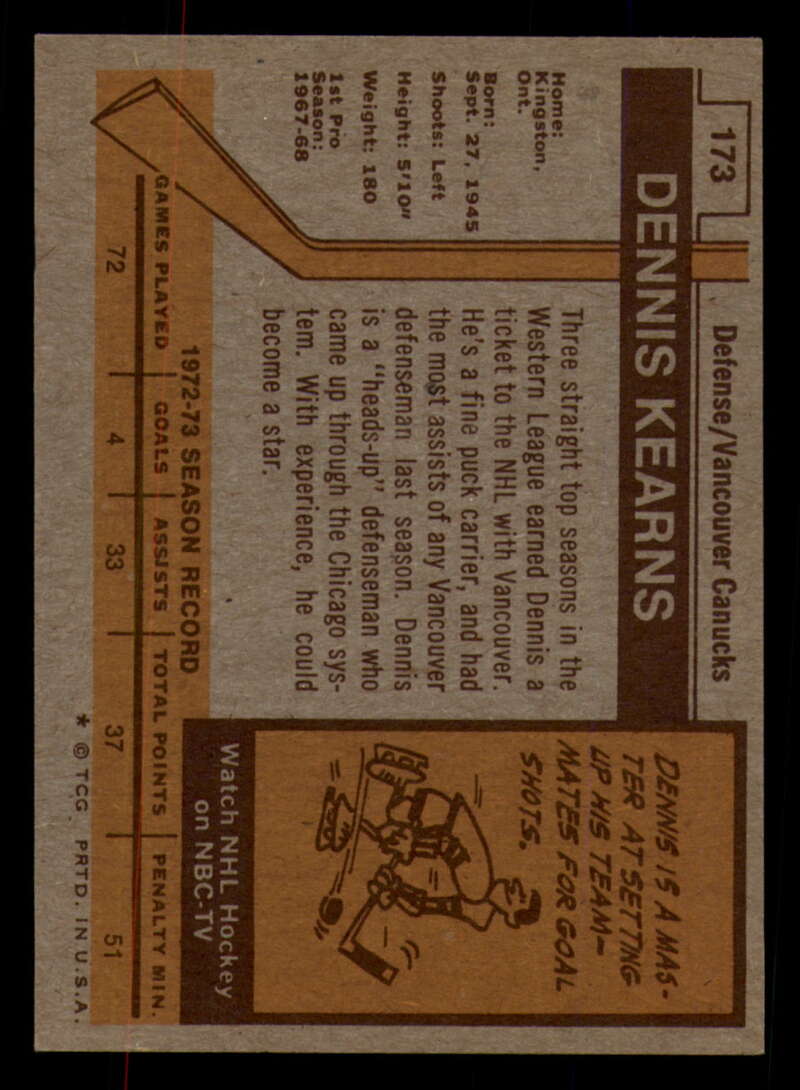 173
Defense/Vancouver Canucks
DENNIS KEARNS
Home:
Kingston,
Ont.
Born:
Sept. 27, 1945
Shoots: Left
Height: 5'10"
Weight: 180
1st Pro
Season:
1967-68
Three straight top seasons in the
Western League earned Dennis a
ticket to the NHL with Vancouver.
He's a fine puck carrier, and had
the most assists of any Vancouver
defenseman last season. Dennis
is a "heads-up" defenseman who
came up through the Chicago sys-
tem. With experience, he could
become a star.
DENNIS IS A MAS-
TER AT SETTING
UP HIS TEAM-
MATES FOR GOAL
SHOTS.
Watch NHL Hockey
on NBC-TV
1972-73 SEASON RECORD
GAMES PLAYED GOALS ASSISTS TOTAL POINTS PENALTY MIN.
72 4 33 37 51
* © TCG. PRTD. IN U.S.A.